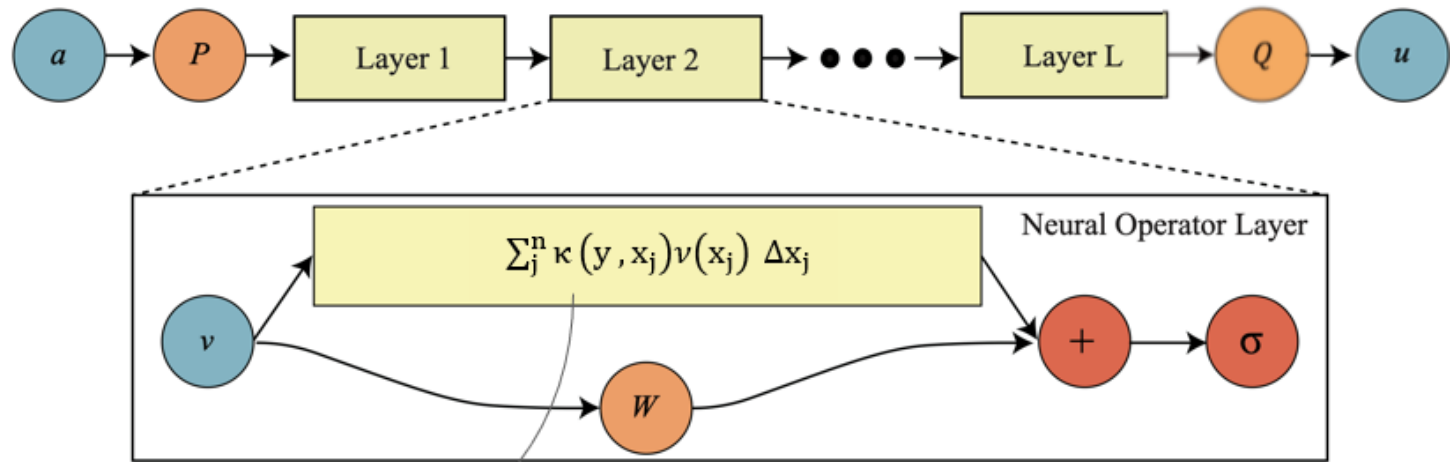 a P Layer 1 Layer 2 Layer L Q u
Neural Operator Layer
∑ⱼⁿ κ (y , xⱼ)ν(xⱼ) Δxⱼ
v + σ
W